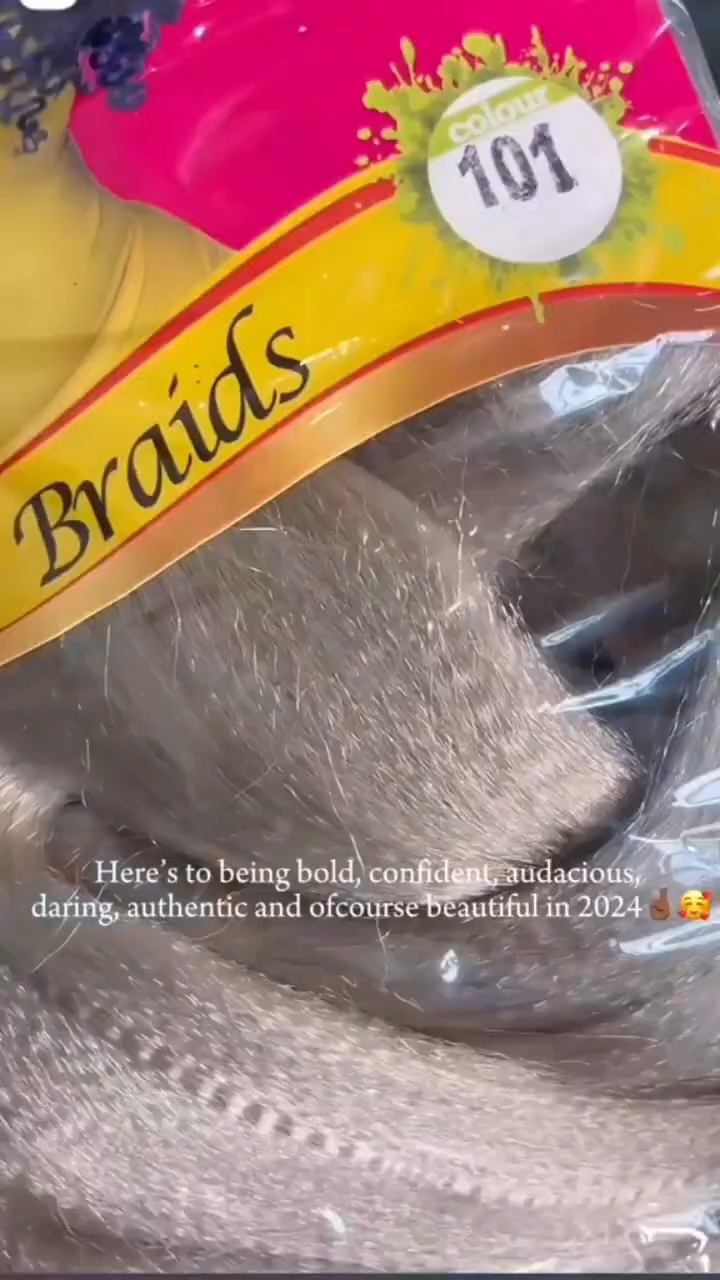 colour
101
Braids
Here's to being bold, confident, audacious,
daring, authentic and ofcourse beautiful in 2024🤞🏾🥰